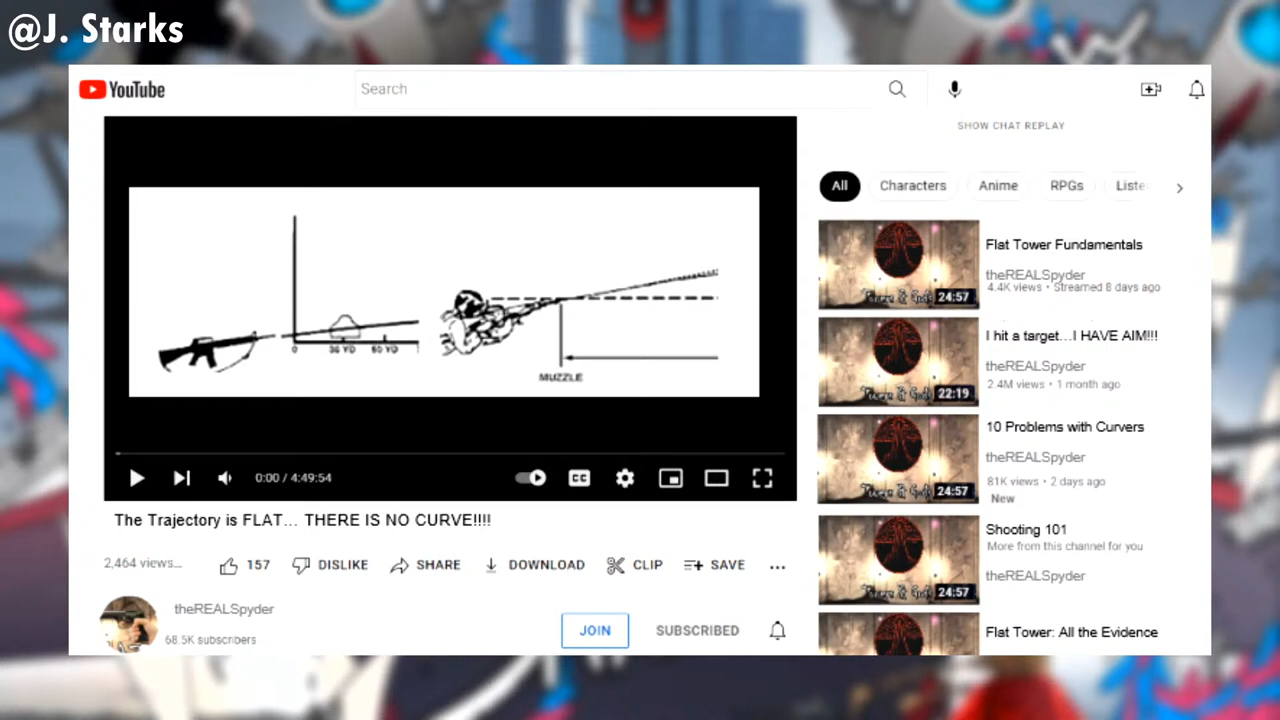 @J. Starks
YouTube
Search
SHOW CHAT REPLAY
All Characters Anime RPGs Liste
0 30 YD 60 YD
MUZZLE
0:00 / 4:49:54
CC
The Trajectory is FLAT... THERE IS NO CURVE!!!!
2,464 views...
157 DISLIKE SHARE DOWNLOAD CLIP SAVE ...
theREALSpyder
68.5K subscribers
JOIN SUBSCRIBED
24:57
Flat Tower Fundamentals
theREALSpyder
4.4K views • Streamed 8 days ago
22:19
I hit a target...I HAVE AIM!!!
theREALSpyder
2.4M views • 1 month ago
24:57
10 Problems with Curvers
theREALSpyder
81K views • 2 days ago
New
24:57
Shooting 101
More from this channel for you
theREALSpyder
Flat Tower: All the Evidence